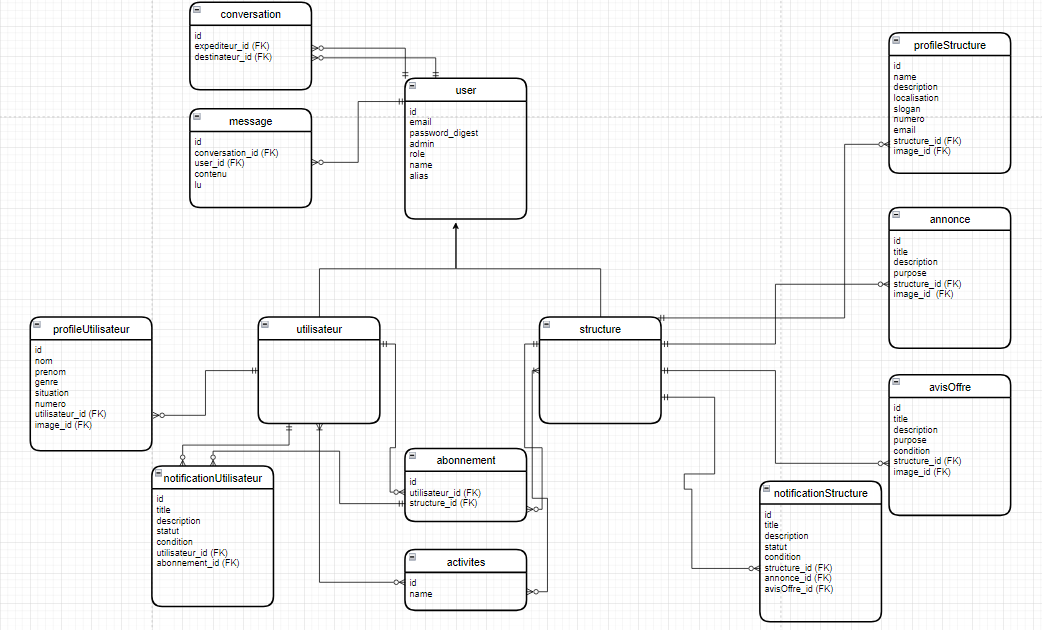 conversation
id
expediteur_id (FK)
destinateur_id (FK)
message
id
conversation_id (FK)
user_id (FK)
contenu
lu
user
id
email
password_digest
admin
role
name
alias
profileStructure
id
name
description
localisation
slogan
numero
email
structure_id (FK)
image_id (FK)
annonce
id
title
description
purpose
structure_id (FK)
image_id (FK)
profileUtilisateur
id
nom
prenom
genre
situation
numero
utilisateur_id (FK)
image_id (FK)
utilisateur
structure
avisOffre
id
title
description
purpose
condition
structure_id (FK)
image_id (FK)
notificationUtilisateur
id
title
description
statut
condition
utilisateur_id (FK)
abonnement_id (FK)
abonnement
id
utilisateur_id (FK)
structure_id (FK)
activites
id
name
notificationStructure
id
title
description
statut
condition
structure_id (FK)
annonce_id (FK)
avisOffre_id (FK)